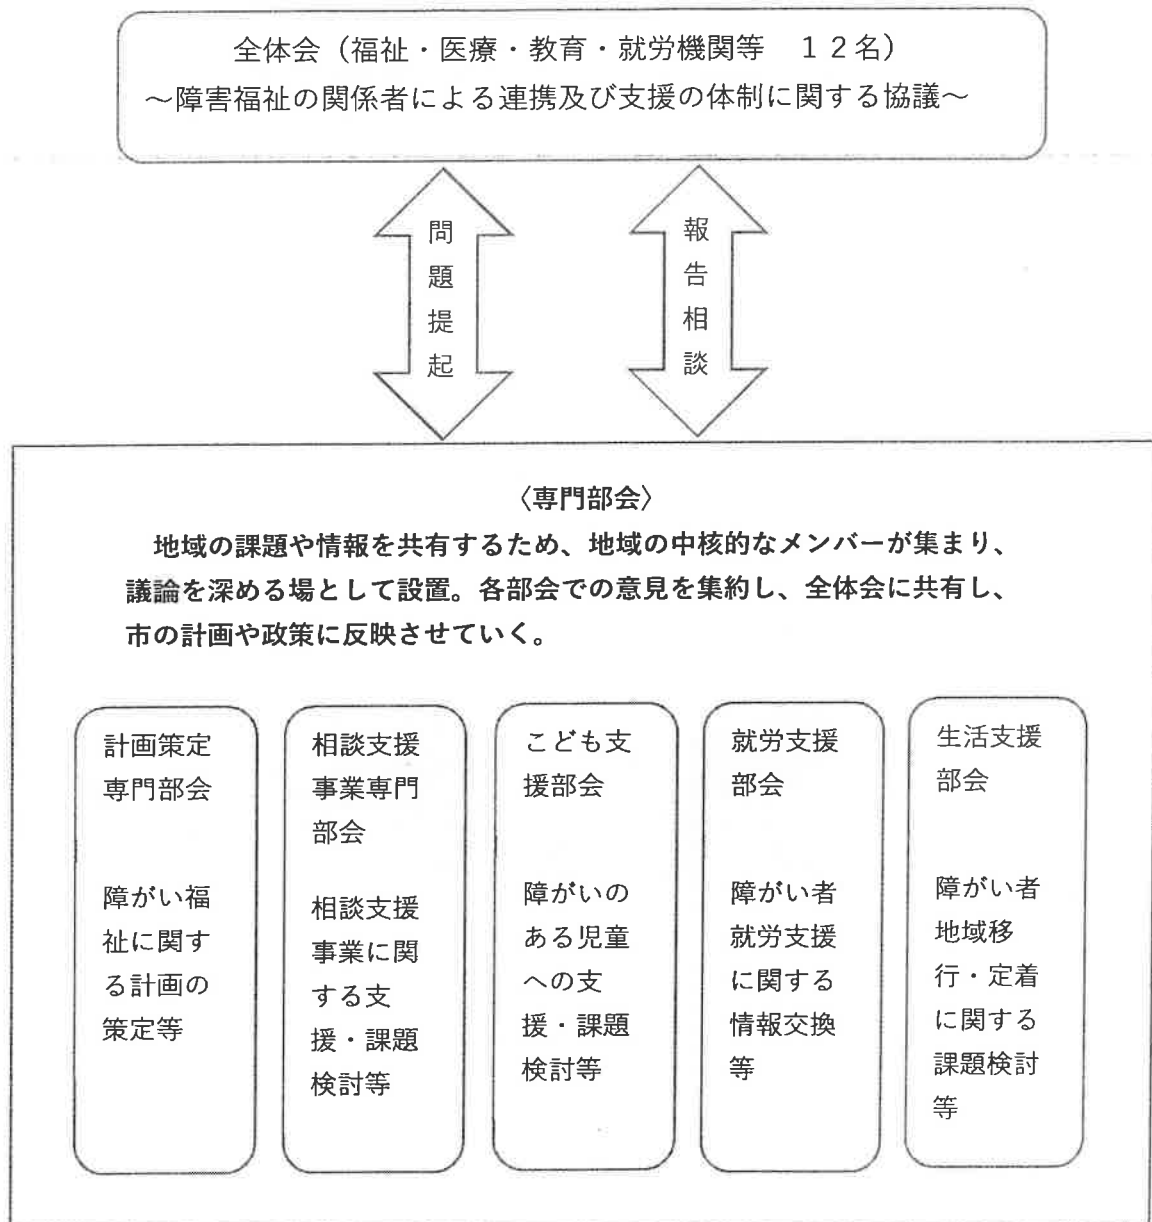 全体会（福祉・医療・教育・就労機関等　１２名）
～障害福祉の関係者による連携及び支援の体制に関する協議～
問題提起
報告相談
〈専門部会〉
地域の課題や情報を共有するため、地域の中核的なメンバーが集まり、
議論を深める場として設置。各部会での意見を集約し、全体会に共有し、
市の計画や政策に反映させていく。
計画策定
専門部会
障がい福
祉に関す
る計画の
策定等
相談支援
事業専門
部会
相談支援
事業に関
する支
援・課題
検討等
こども支
援部会
障がいの
ある児童
への支
援・課題
検討等
就労支援
部会
障がい者
就労支援
に関する
情報交換
等
生活支援
部会
障がい者
地域移
行・定着
に関する
課題検討
等